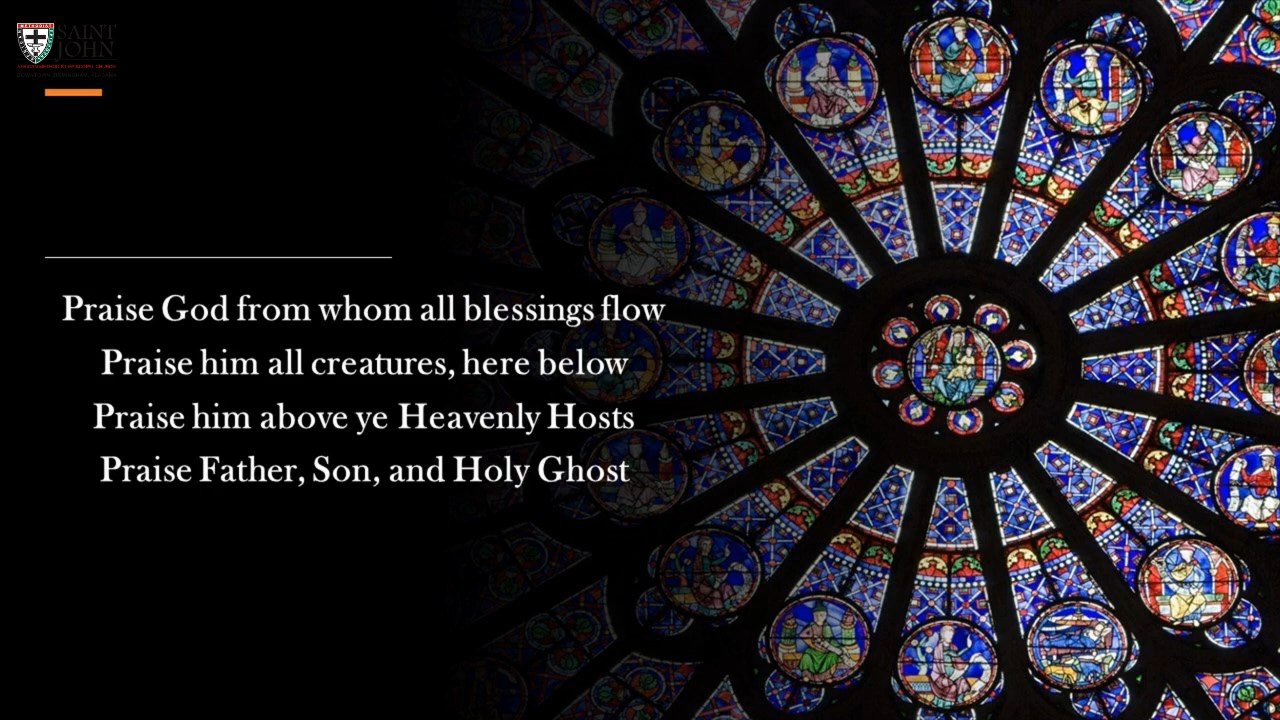 SAINT
JOHN
Praise God from whom all blessings flow
Praise him all creatures, here below
Praise him above ye Heavenly Hosts
Praise Father, Son, and Holy Ghost